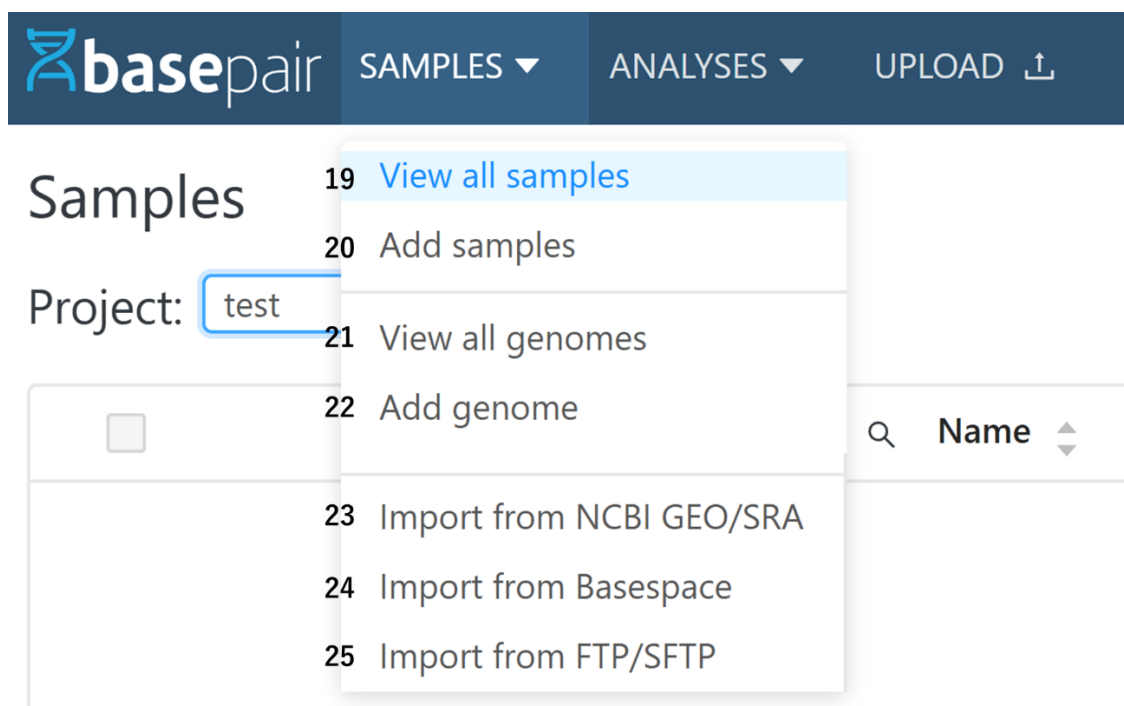 basepair SAMPLES ANALYSES UPLOAD
Samples
19 View all samples
20 Add samples
Project: test
21 View all genomes
22 Add genome
Name
23 Import from NCBI GEO/SRA
24 Import from Basespace
25 Import from FTP/SFTP